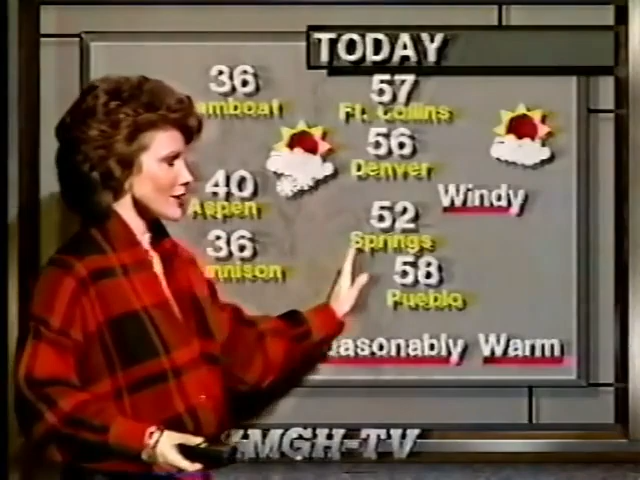 TODAY
36
amboat
57
Ft. Collins
56
Denver
Windy
40
Aspen
52
Springs
36
nnison
58
Pueblo
asonably Warm
MGH-TV